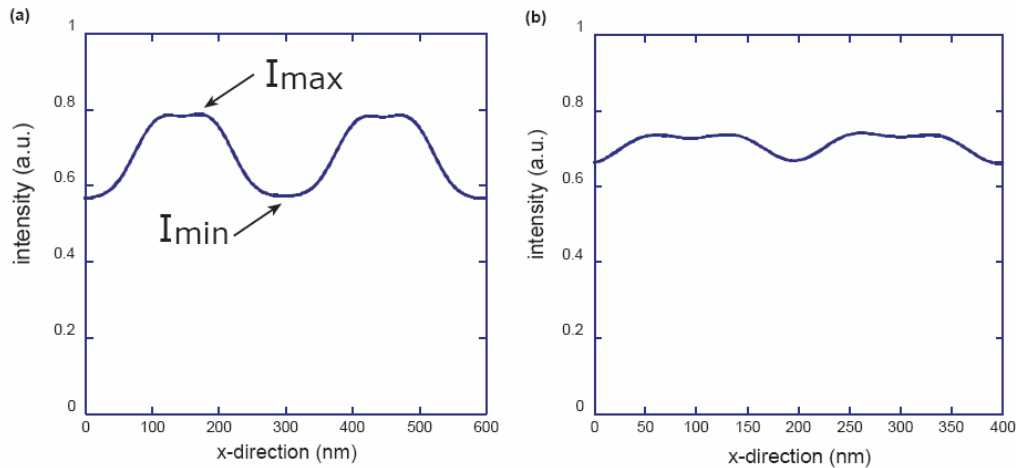 (a)
1
0.8
0.6
0.4
0.2
0
intensity (a.u.)
Imax
Imin
0 100 200 300 400 500 600
x-direction (nm)
(b)
1
0.8
0.6
0.4
0.2
0
intensity (a.u.)
0 50 100 150 200 250 300 350 400
x-direction (nm)